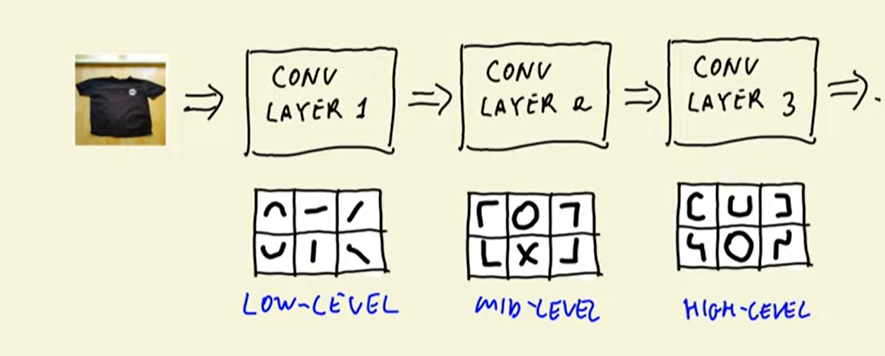 CONV
LAYER 1
CONV
LAYER 2
CONV
LAYER 3
LOW-LEVEL
MID-LEVEL
HIGH-LEVEL